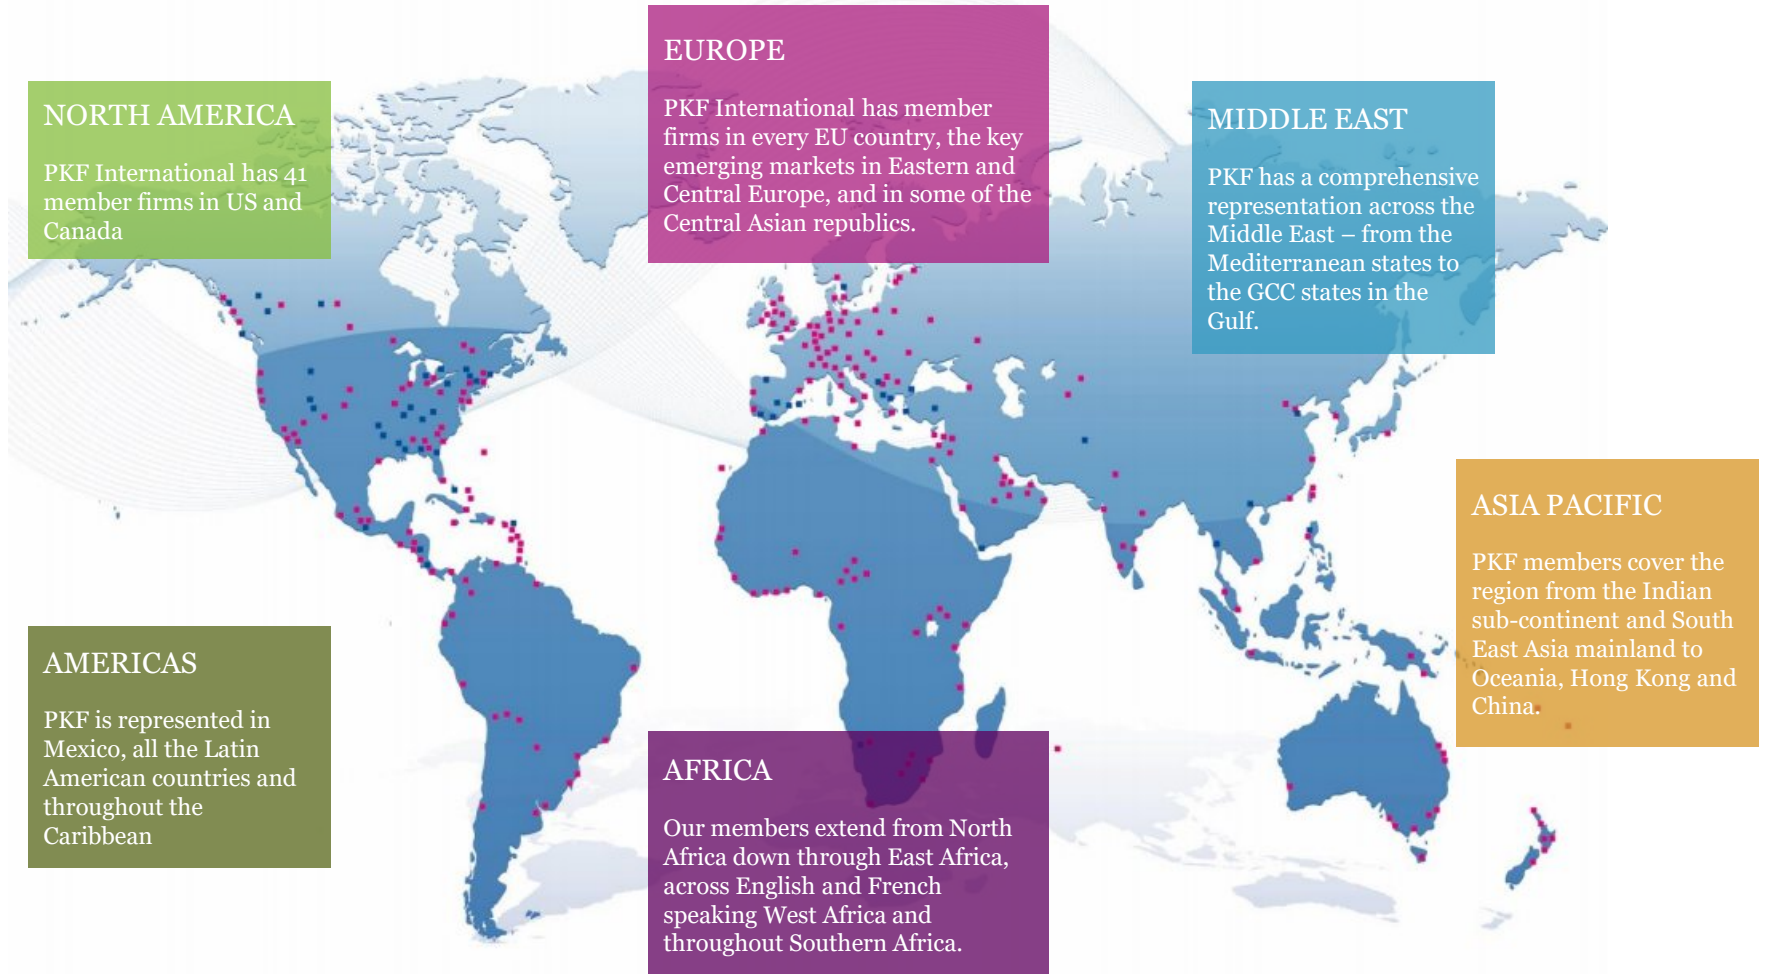 NORTH AMERICA
PKF International has 41
member firms in US and
Canada
EUROPE
PKF International has member
firms in every EU country, the key
emerging markets in Eastern and
Central Europe, and in some of the
Central Asian republics.
MIDDLE EAST
PKF has a comprehensive
representation across the
Middle East – from the
Mediterranean states to
the GCC states in the
Gulf.
ASIA PACIFIC
PKF members cover the
region from the Indian
sub-continent and South
East Asia mainland to
Oceania, Hong Kong and
China.
AMERICAS
PKF is represented in
Mexico, all the Latin
American countries and
throughout the
Caribbean
AFRICA
Our members extend from North
Africa down through East Africa,
across English and French
speaking West Africa and
throughout Southern Africa.